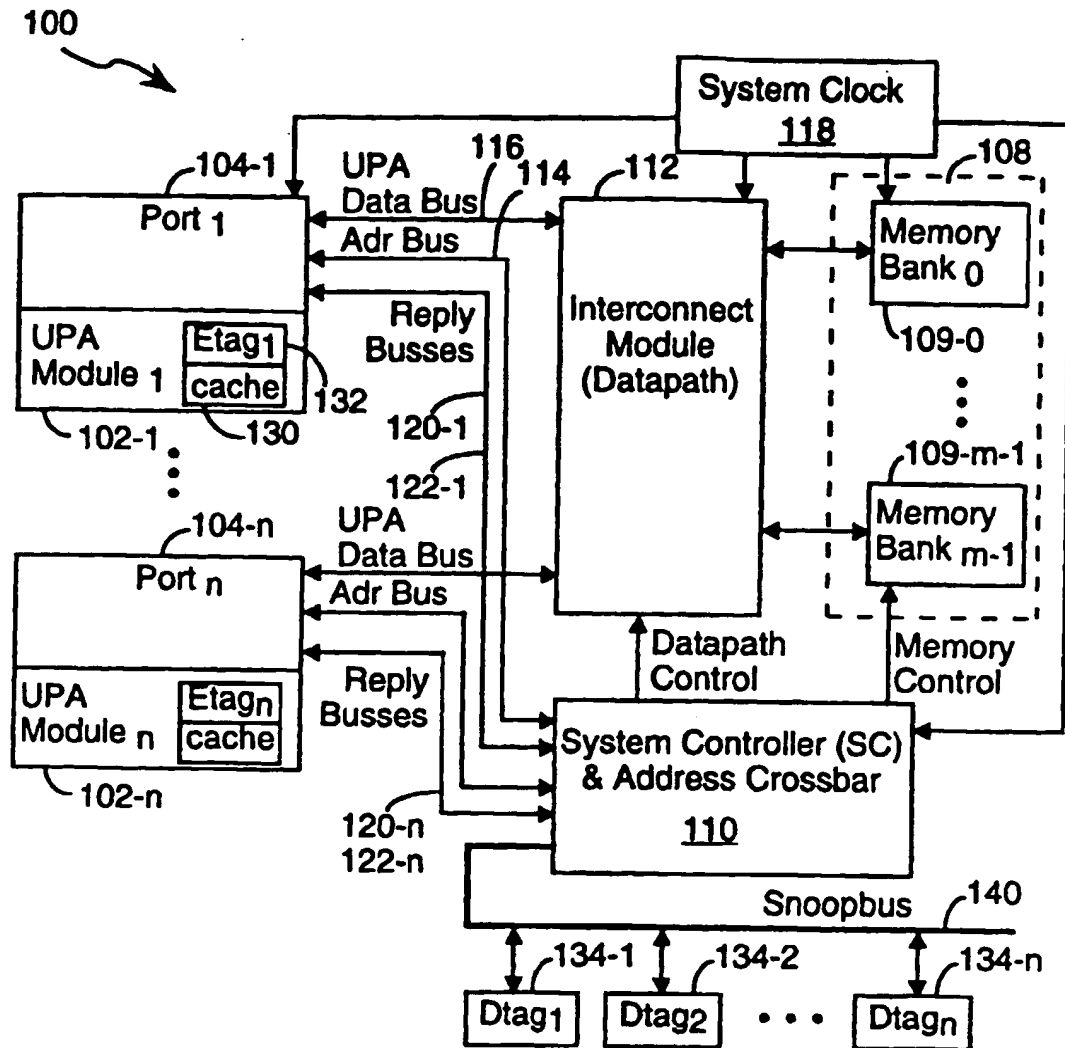 100
System Clock
118
104-1
UPA
Data Bus
116
114
112
108
Port 1
Adr Bus
Memory
Bank 0
109-0
Reply
Busses
Interconnect
Module
(Datapath)
UPA
Module 1
Etag1
cache
132
130
102-1
120-1
122-1
109-m-1
Memory
Bank m-1
104-n
UPA
Data Bus
Port n
Adr Bus
Datapath
Control
Memory
Control
Reply
Busses
UPA
Module n
Etagn
cache
102-n
System Controller (SC)
& Address Crossbar
110
120-n
122-n
Snoopbus
140
134-1
134-2
134-n
Dtag1
Dtag2
Dtagn